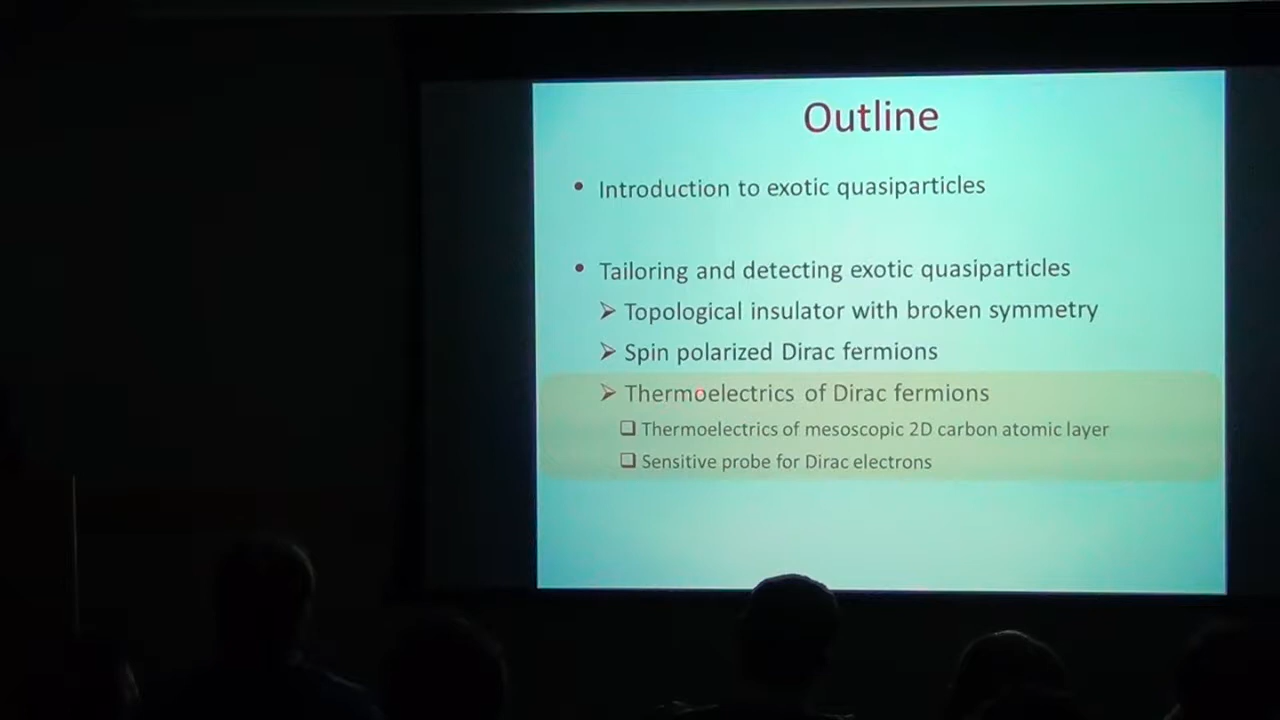 Outline
• Introduction to exotic quasiparticles
• Tailoring and detecting exotic quasiparticles
➢ Topological insulator with broken symmetry
➢ Spin polarized Dirac fermions
➢ Thermoelectrics of Dirac fermions
❑ Thermoelectrics of mesoscopic 2D carbon atomic layer
❑ Sensitive probe for Dirac electrons